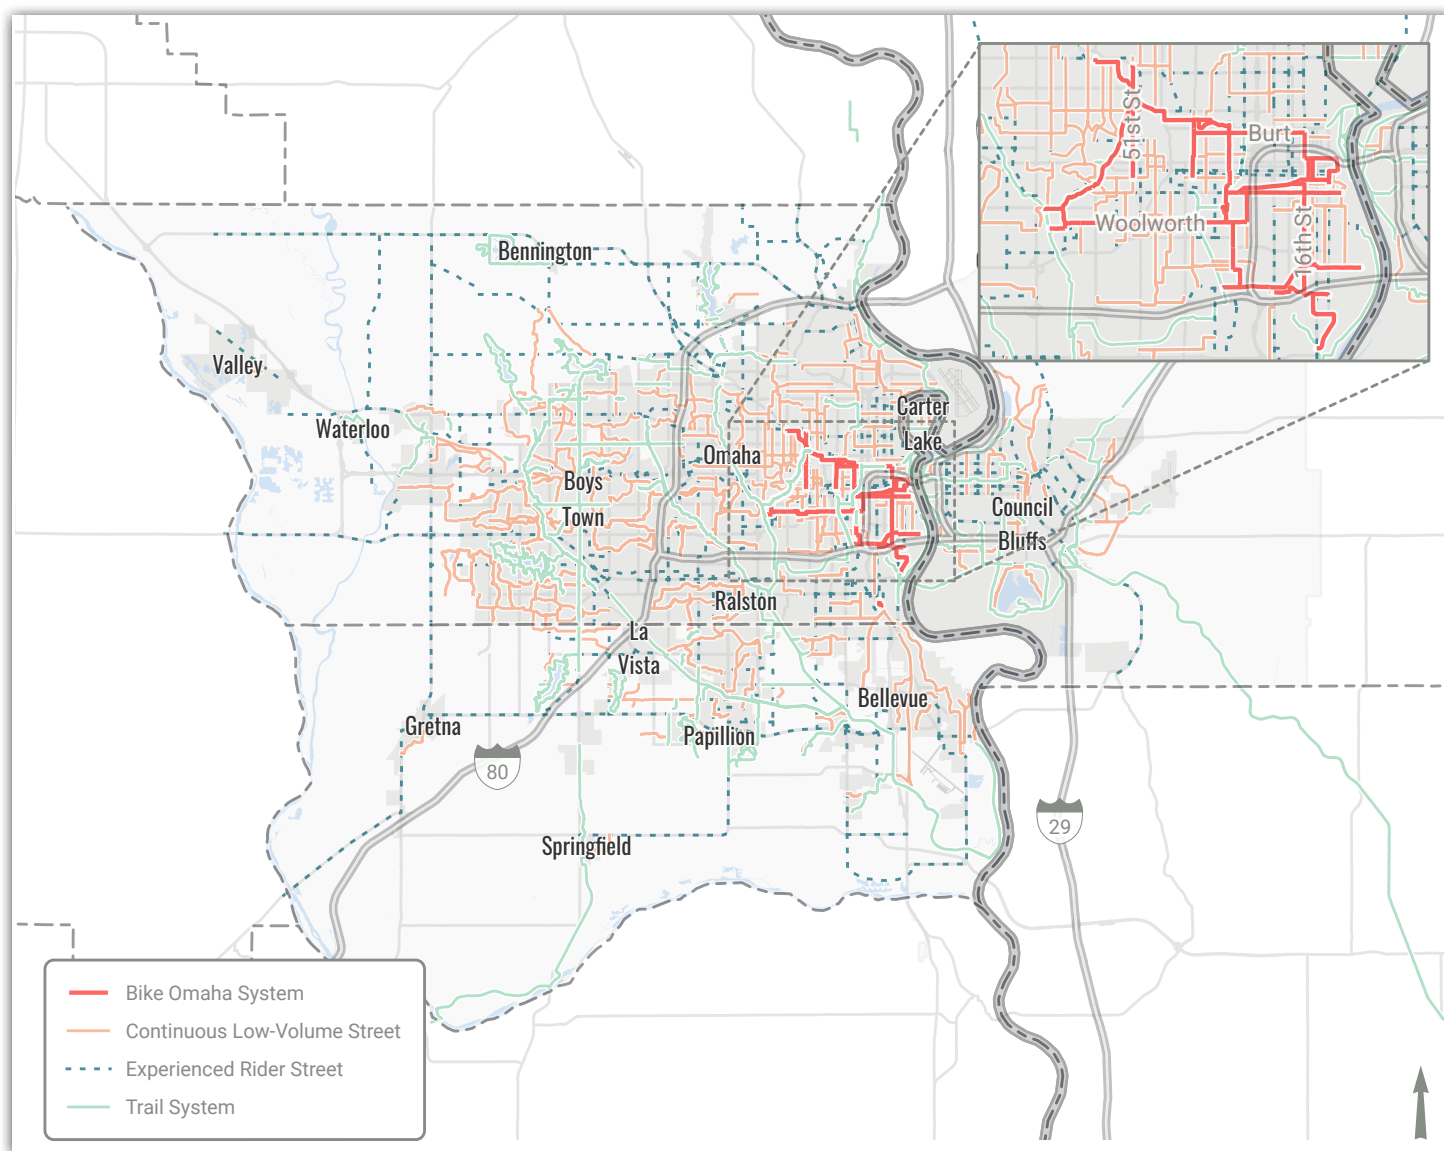 51st St
Burt
Woolworth
16th St
Bennington
Valley
Waterloo
Carter
Lake
Omaha
Boys
Town
Council
Bluffs
Ralston
La
Vista
Bellevue
Gretna
Papillion
80
29
Springfield
Bike Omaha System
Continuous Low-Volume Street
Experienced Rider Street
Trail System